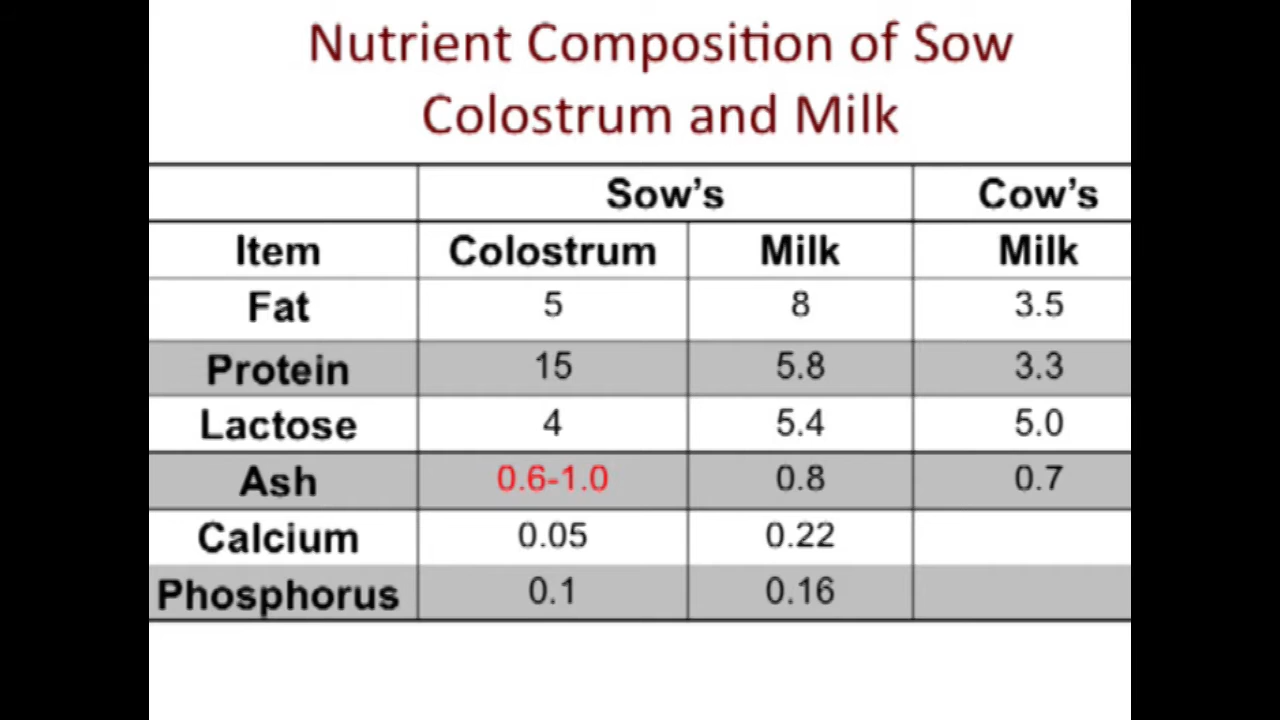 Nutrient Composition of Sow
Colostrum and Milk
Sow's Cow's
Item Colostrum Milk Milk
Fat 5 8 3.5
Protein 15 5.8 3.3
Lactose 4 5.4 5.0
Ash 0.6-1.0 0.8 0.7
Calcium 0.05 0.22
Phosphorus 0.1 0.16